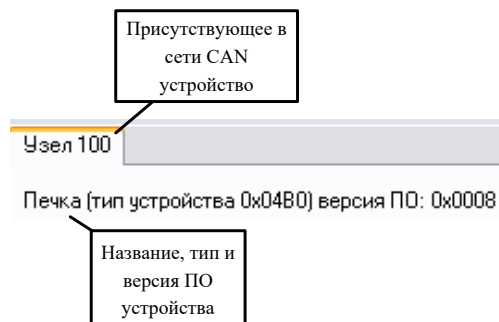 Присутствующее в
сети CAN
устройство
Узел 100
Печка (тип устройства 0x04B0) версия ПО: 0x0008
Название, тип и
версия ПО
устройства